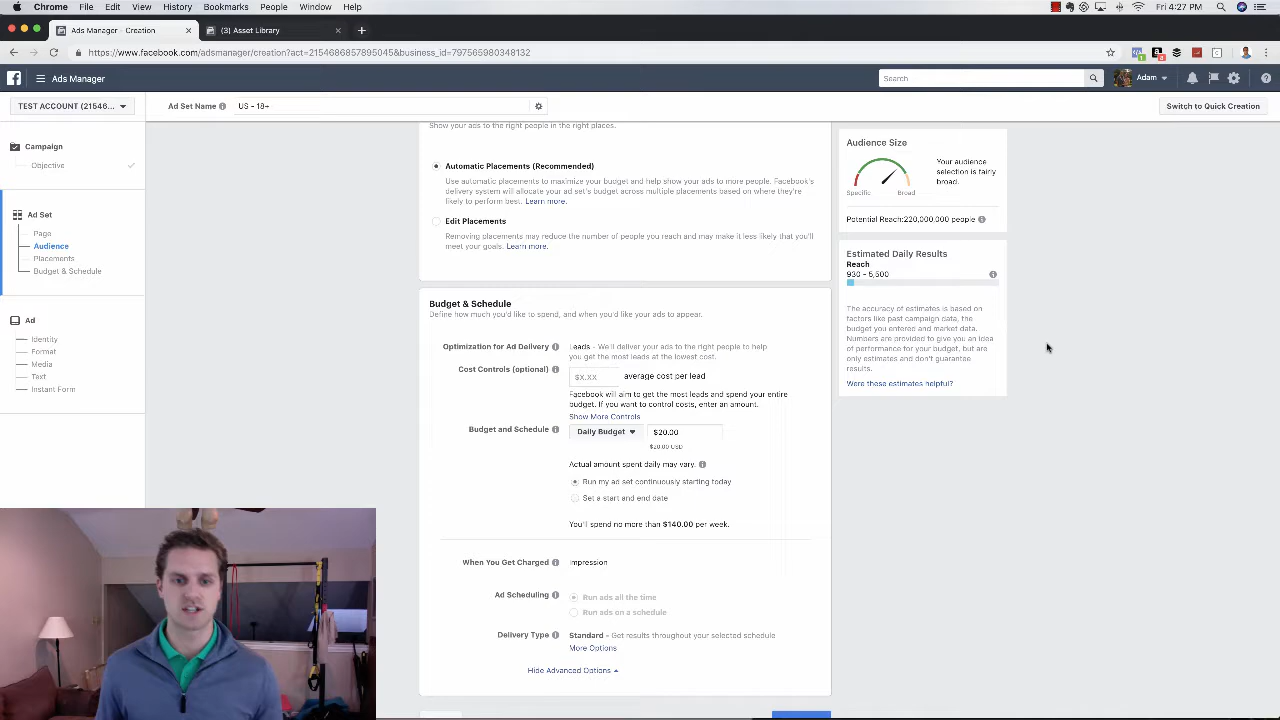 Chrome File Edit View History Bookmarks People Window Help
Fri 4:27 PM
Ads Manager - Creation
(3) Asset Library
https://www.facebook.com/adsmanager/creation?act=2154686857895045&business_id=797565980348132
Ads Manager
Search
Adam
TEST ACCOUNT (21546...
Ad Set Name
US - 18+
Switch to Quick Creation
Campaign
Objective
Ad Set
Page
Audience
Placements
Budget & Schedule
Ad
Identity
Format
Media
Text
Instant Form
Show your ads to the right people in the right places.
Automatic Placements (Recommended)
Use automatic placements to maximize your budget and help show your ads to more people. Facebook's
delivery system will allocate your ad set's budget across multiple placements based on where they're
likely to perform best. Learn more.
Edit Placements
Removing placements may reduce the number of people you reach and may make it less likely that you'll
meet your goals. Learn more.
Budget & Schedule
Define how much you'd like to spend, and when you'd like your ads to appear.
Optimization for Ad Delivery
Leads - We'll deliver your ads to the right people to help
you get the most leads at the lowest cost.
Cost Controls (optional)
$X.XX
average cost per lead
Facebook will aim to get the most leads and spend your entire
budget. If you want to control costs, enter an amount.
Show More Controls
Budget and Schedule
Daily Budget
$20.00
$20.00 USD
Actual amount spent daily may vary.
Run my ad set continuously starting today
Set a start and end date
You'll spend no more than $140.00 per week.
When You Get Charged
Impression
Ad Scheduling
Run ads all the time
Run ads on a schedule
Delivery Type
Standard - Get results throughout your selected schedule
More Options
Hide Advanced Options
Audience Size
Your audience
selection is fairly
broad.
Specific
Broad
Potential Reach:220,000,000 people
Estimated Daily Results
Reach
930 - 5,500
The accuracy of estimates is based on
factors like past campaign data, the
budget you entered and market data.
Numbers are provided to give you an idea
of performance for your budget, but are
only estimates and don't guarantee
results.
Were these estimates helpful?